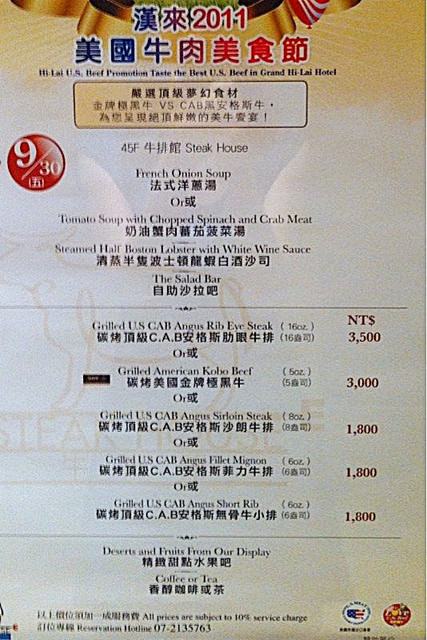 漢來2011
美國牛肉美食節
Hi-Lai U.S. Beef Promotion Taste the Best U.S. Beef in Grand Hi-Lai Hotel
嚴選頂級夢幻食材
金牌極黑牛 VS CAB黑安格斯牛，
為您呈現絕頂鮮嫩的美牛饗宴！
9/30
(五)
45F 牛排館 Steak House
French Onion Soup
法式洋蔥湯
Or或
Tomato Soup with Chopped Spinach and Crab Meat
奶油蟹肉蕃茄菠菜湯
Steamed Half Boston Lobster with White Wine Sauce
清蒸半隻波士頓龍蝦白酒沙司
The Salad Bar
自助沙拉吧
NT$
Grilled U.S CAB Angus Rib Eye Steak ( 16oz. )
碳烤頂級C.A.B安格斯肋眼牛排 (16盎司) 3,500
Or或
Grilled American Kobo Beef ( 5oz. )
碳烤美國金牌極黑牛 (5盎司) 3,000
Or或
Grilled U.S CAB Angus Sirloin Steak ( 8oz. )
碳烤頂級C.A.B安格斯沙朗牛排 (8盎司) 1,800
Or或
Grilled U.S CAB Angus Fillet Mignon ( 6oz. )
碳烤頂級C.A.B安格斯菲力牛排 (6盎司) 1,800
Or或
Grilled U.S CAB Angus Short Rib ( 6oz. )
碳烤頂級C.A.B安格斯無骨牛小排 (6盎司) 1,800
STEAK HOUSE
Deserts and Fruits From Our Display
精緻甜點水果吧
Coffee or Tea
香醇咖啡或茶
以上價位須加一成服務費 All prices are subject to 10% service charge
訂位專線 Reservation Hotline 07-2135763